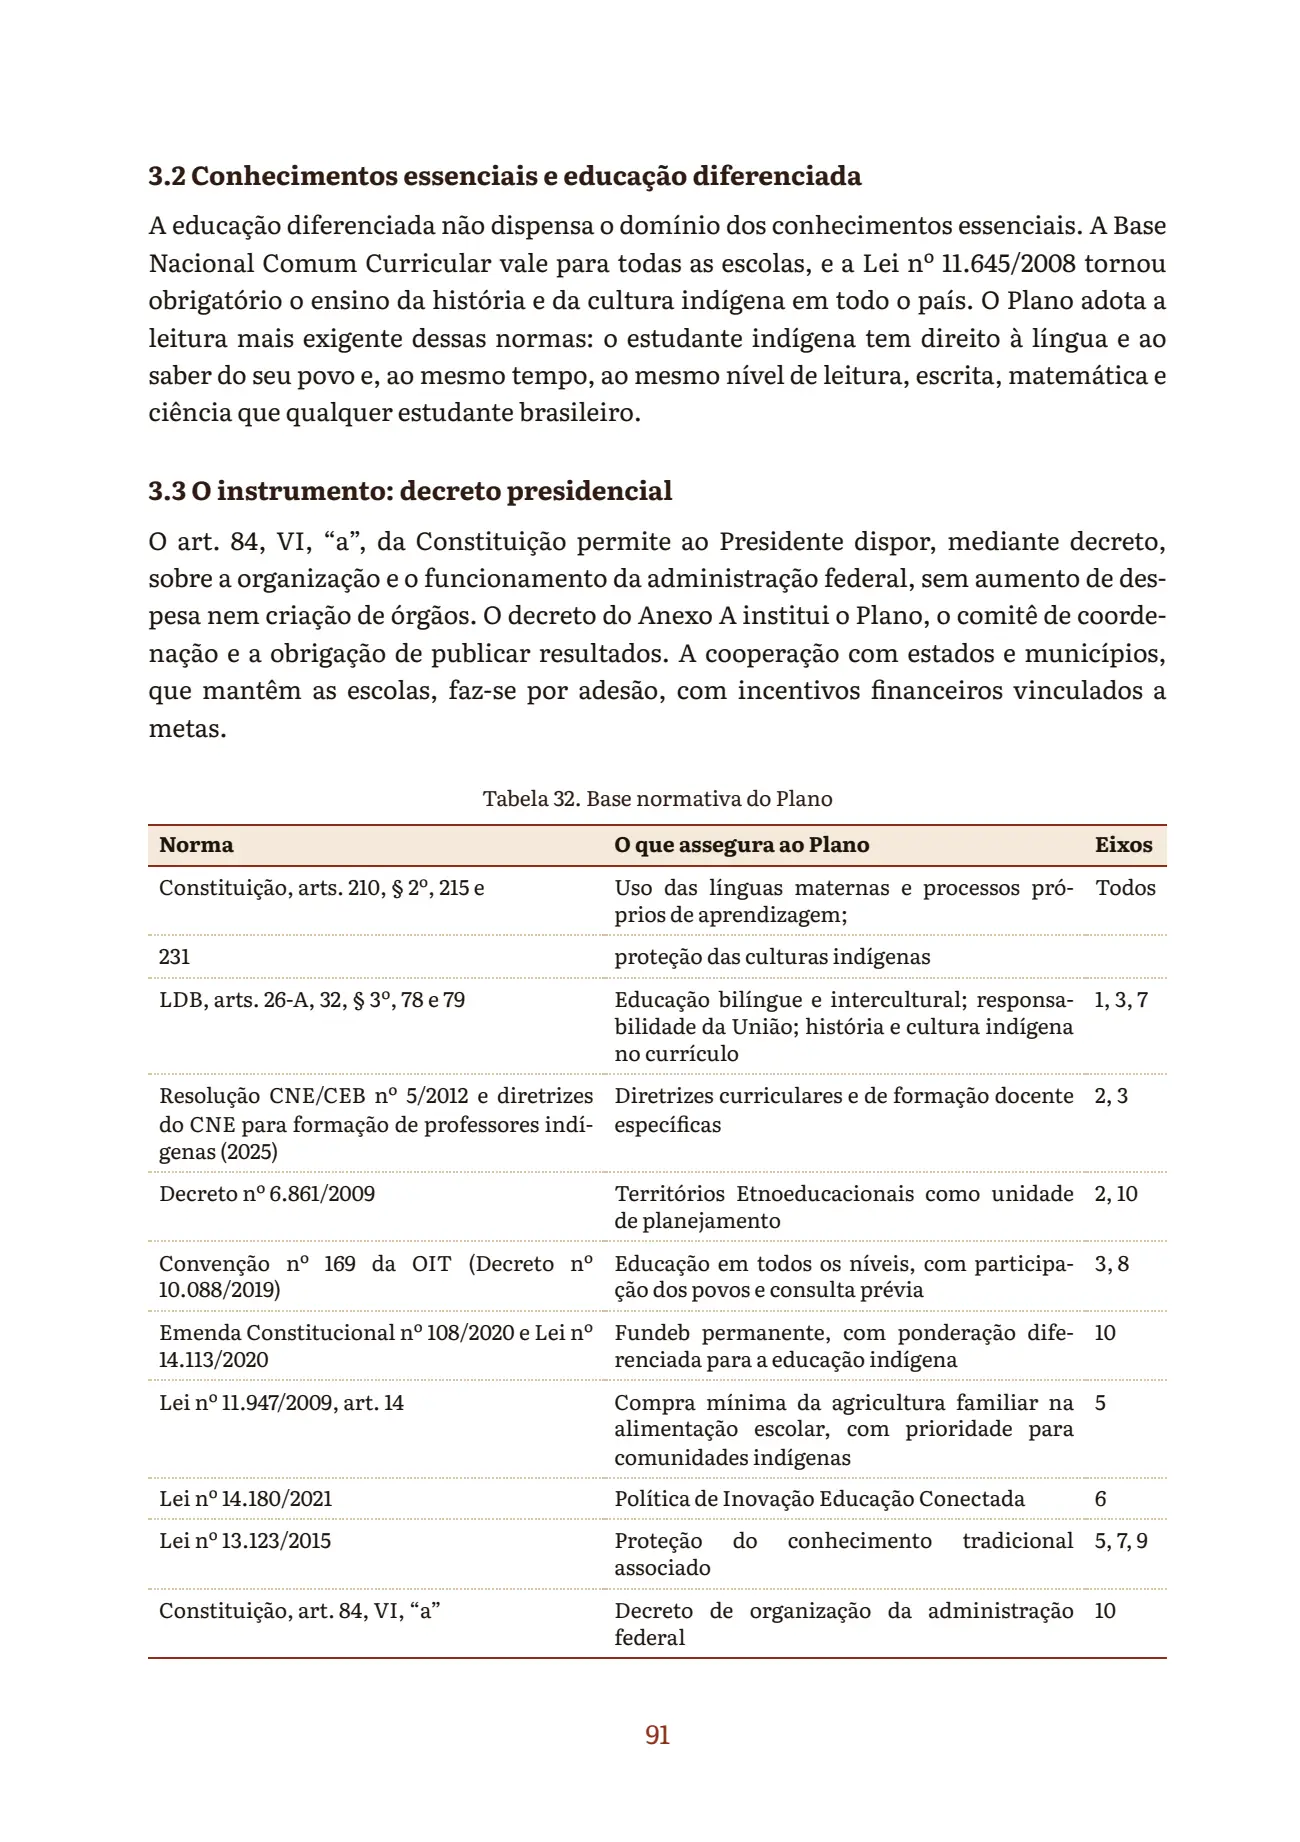 3.2 Conhecimentos essenciais e educação diferenciada
A educação diferenciada não dispensa o domínio dos conhecimentos essenciais. A Base
Nacional Comum Curricular vale para todas as escolas, e a Lei nº 11.645/2008 tornou
obrigatório o ensino da história e da cultura indígena em todo o país. O Plano adota a
leitura mais exigente dessas normas: o estudante indígena tem direito à língua e ao
saber do seu povo e, ao mesmo tempo, ao mesmo nível de leitura, escrita, matemática e
ciência que qualquer estudante brasileiro.
3.3 O instrumento: decreto presidencial
O art. 84, VI, “a”, da Constituição permite ao Presidente dispor, mediante decreto,
sobre a organização e o funcionamento da administração federal, sem aumento de des-
pesa nem criação de órgãos. O decreto do Anexo A institui o Plano, o comitê de coorde-
nação e a obrigação de publicar resultados. A cooperação com estados e municípios,
que mantêm as escolas, faz-se por adesão, com incentivos financeiros vinculados a
metas.
Tabela 32. Base normativa do Plano
Norma O que assegura ao Plano Eixos
Constituição, arts. 210, § 2º, 215 e Uso das línguas maternas e processos pró- Todos
prios de aprendizagem;
231 proteção das culturas indígenas
LDB, arts. 26-A, 32, § 3º, 78 e 79 Educação bilíngue e intercultural; responsa- 1, 3, 7
bilidade da União; história e cultura indígena
no currículo
Resolução CNE/CEB nº 5/2012 e diretrizes Diretrizes curriculares e de formação docente 2, 3
do CNE para formação de professores indí- específicas
genas (2025)
Decreto nº 6.861/2009 Territórios Etnoeducacionais como unidade 2, 10
de planejamento
Convenção nº 169 da OIT (Decreto nº Educação em todos os níveis, com participa- 3, 8
10.088/2019) ção dos povos e consulta prévia
Emenda Constitucional nº 108/2020 e Lei nº Fundeb permanente, com ponderação dife- 10
14.113/2020 renciada para a educação indígena
Lei nº 11.947/2009, art. 14 Compra mínima da agricultura familiar na 5
alimentação escolar, com prioridade para
comunidades indígenas
Lei nº 14.180/2021 Política de Inovação Educação Conectada 6
Lei nº 13.123/2015 Proteção do conhecimento tradicional 5, 7, 9
associado
Constituição, art. 84, VI, “a” Decreto de organização da administração 10
federal
91